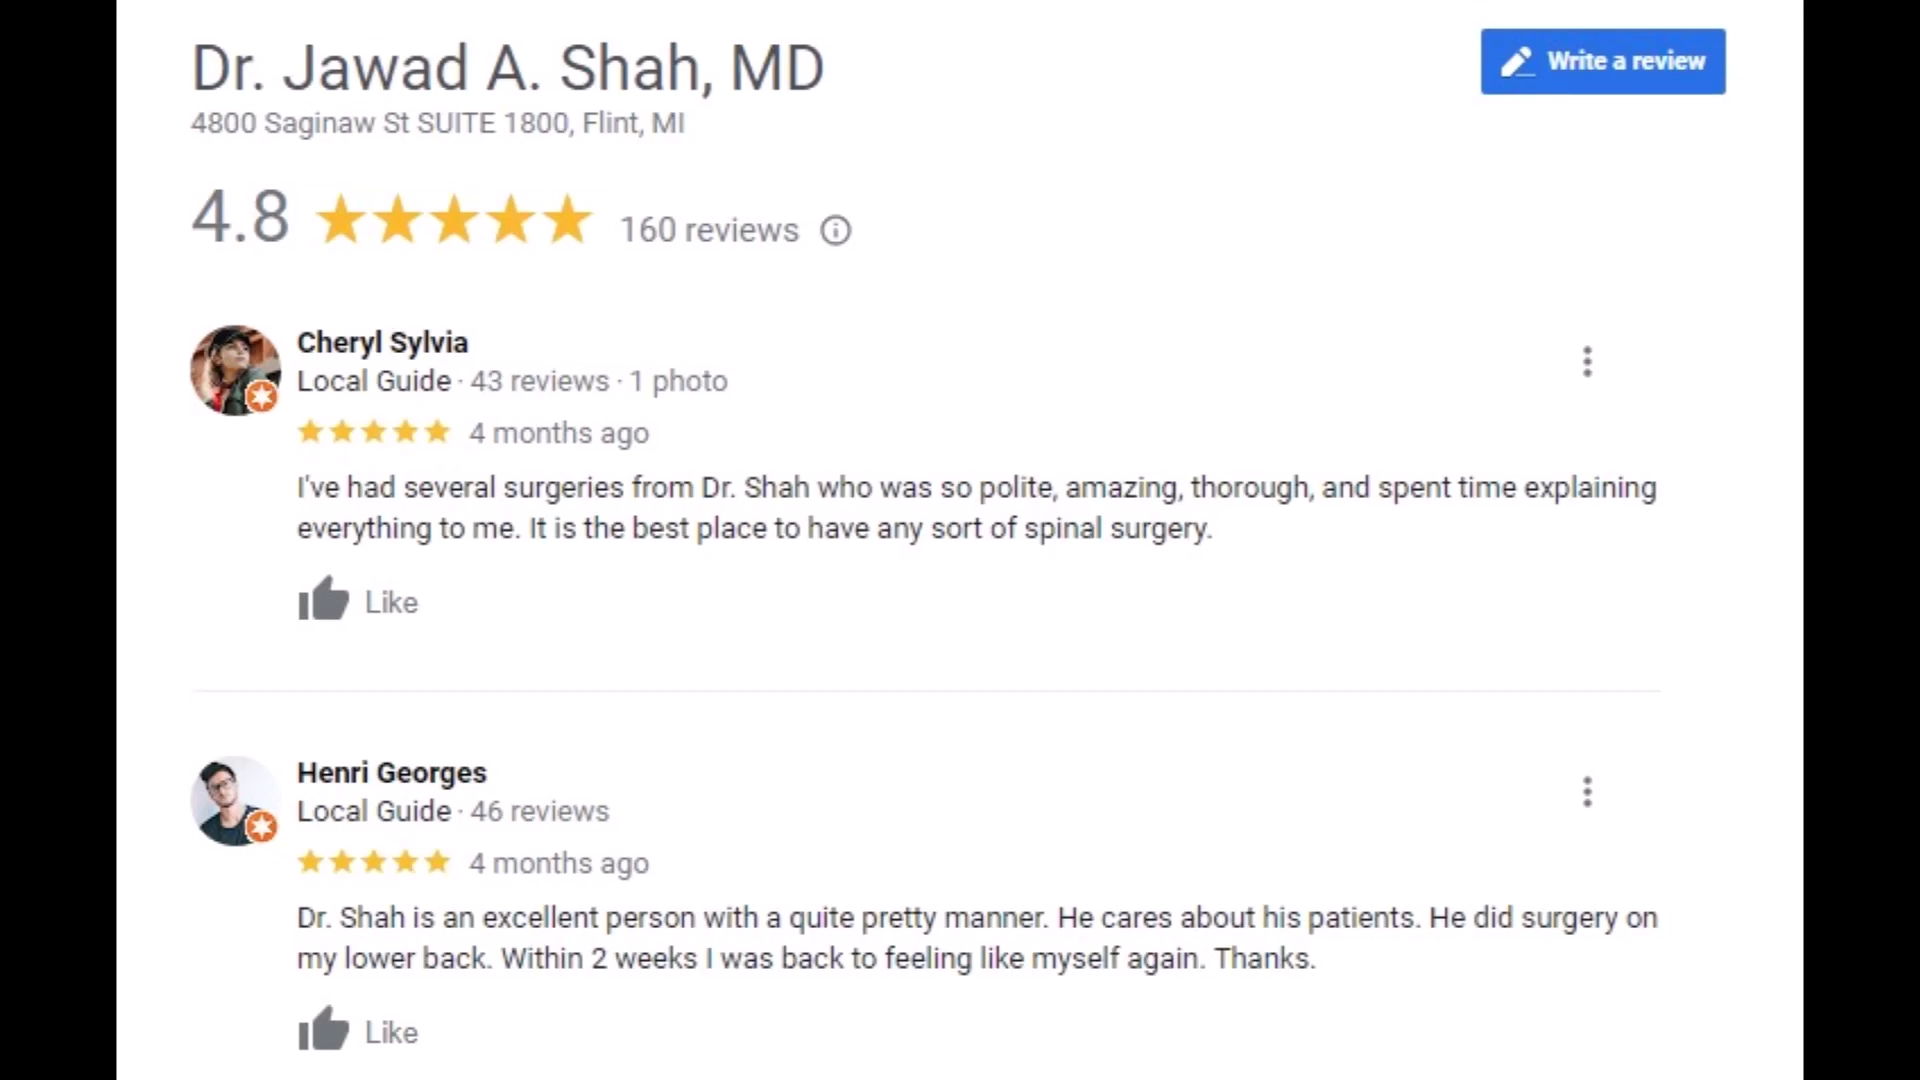 Dr. Jawad A. Shah, MD
Write a review
4800 Saginaw St SUITE 1800, Flint, MI
4.8
160 reviews
Cheryl Sylvia
Local Guide · 43 reviews · 1 photo
4 months ago
I've had several surgeries from Dr. Shah who was so polite, amazing, thorough, and spent time explaining
everything to me. It is the best place to have any sort of spinal surgery.
Like
Henri Georges
Local Guide · 46 reviews
4 months ago
Dr. Shah is an excellent person with a quite pretty manner. He cares about his patients. He did surgery on
my lower back. Within 2 weeks I was back to feeling like myself again. Thanks.
Like